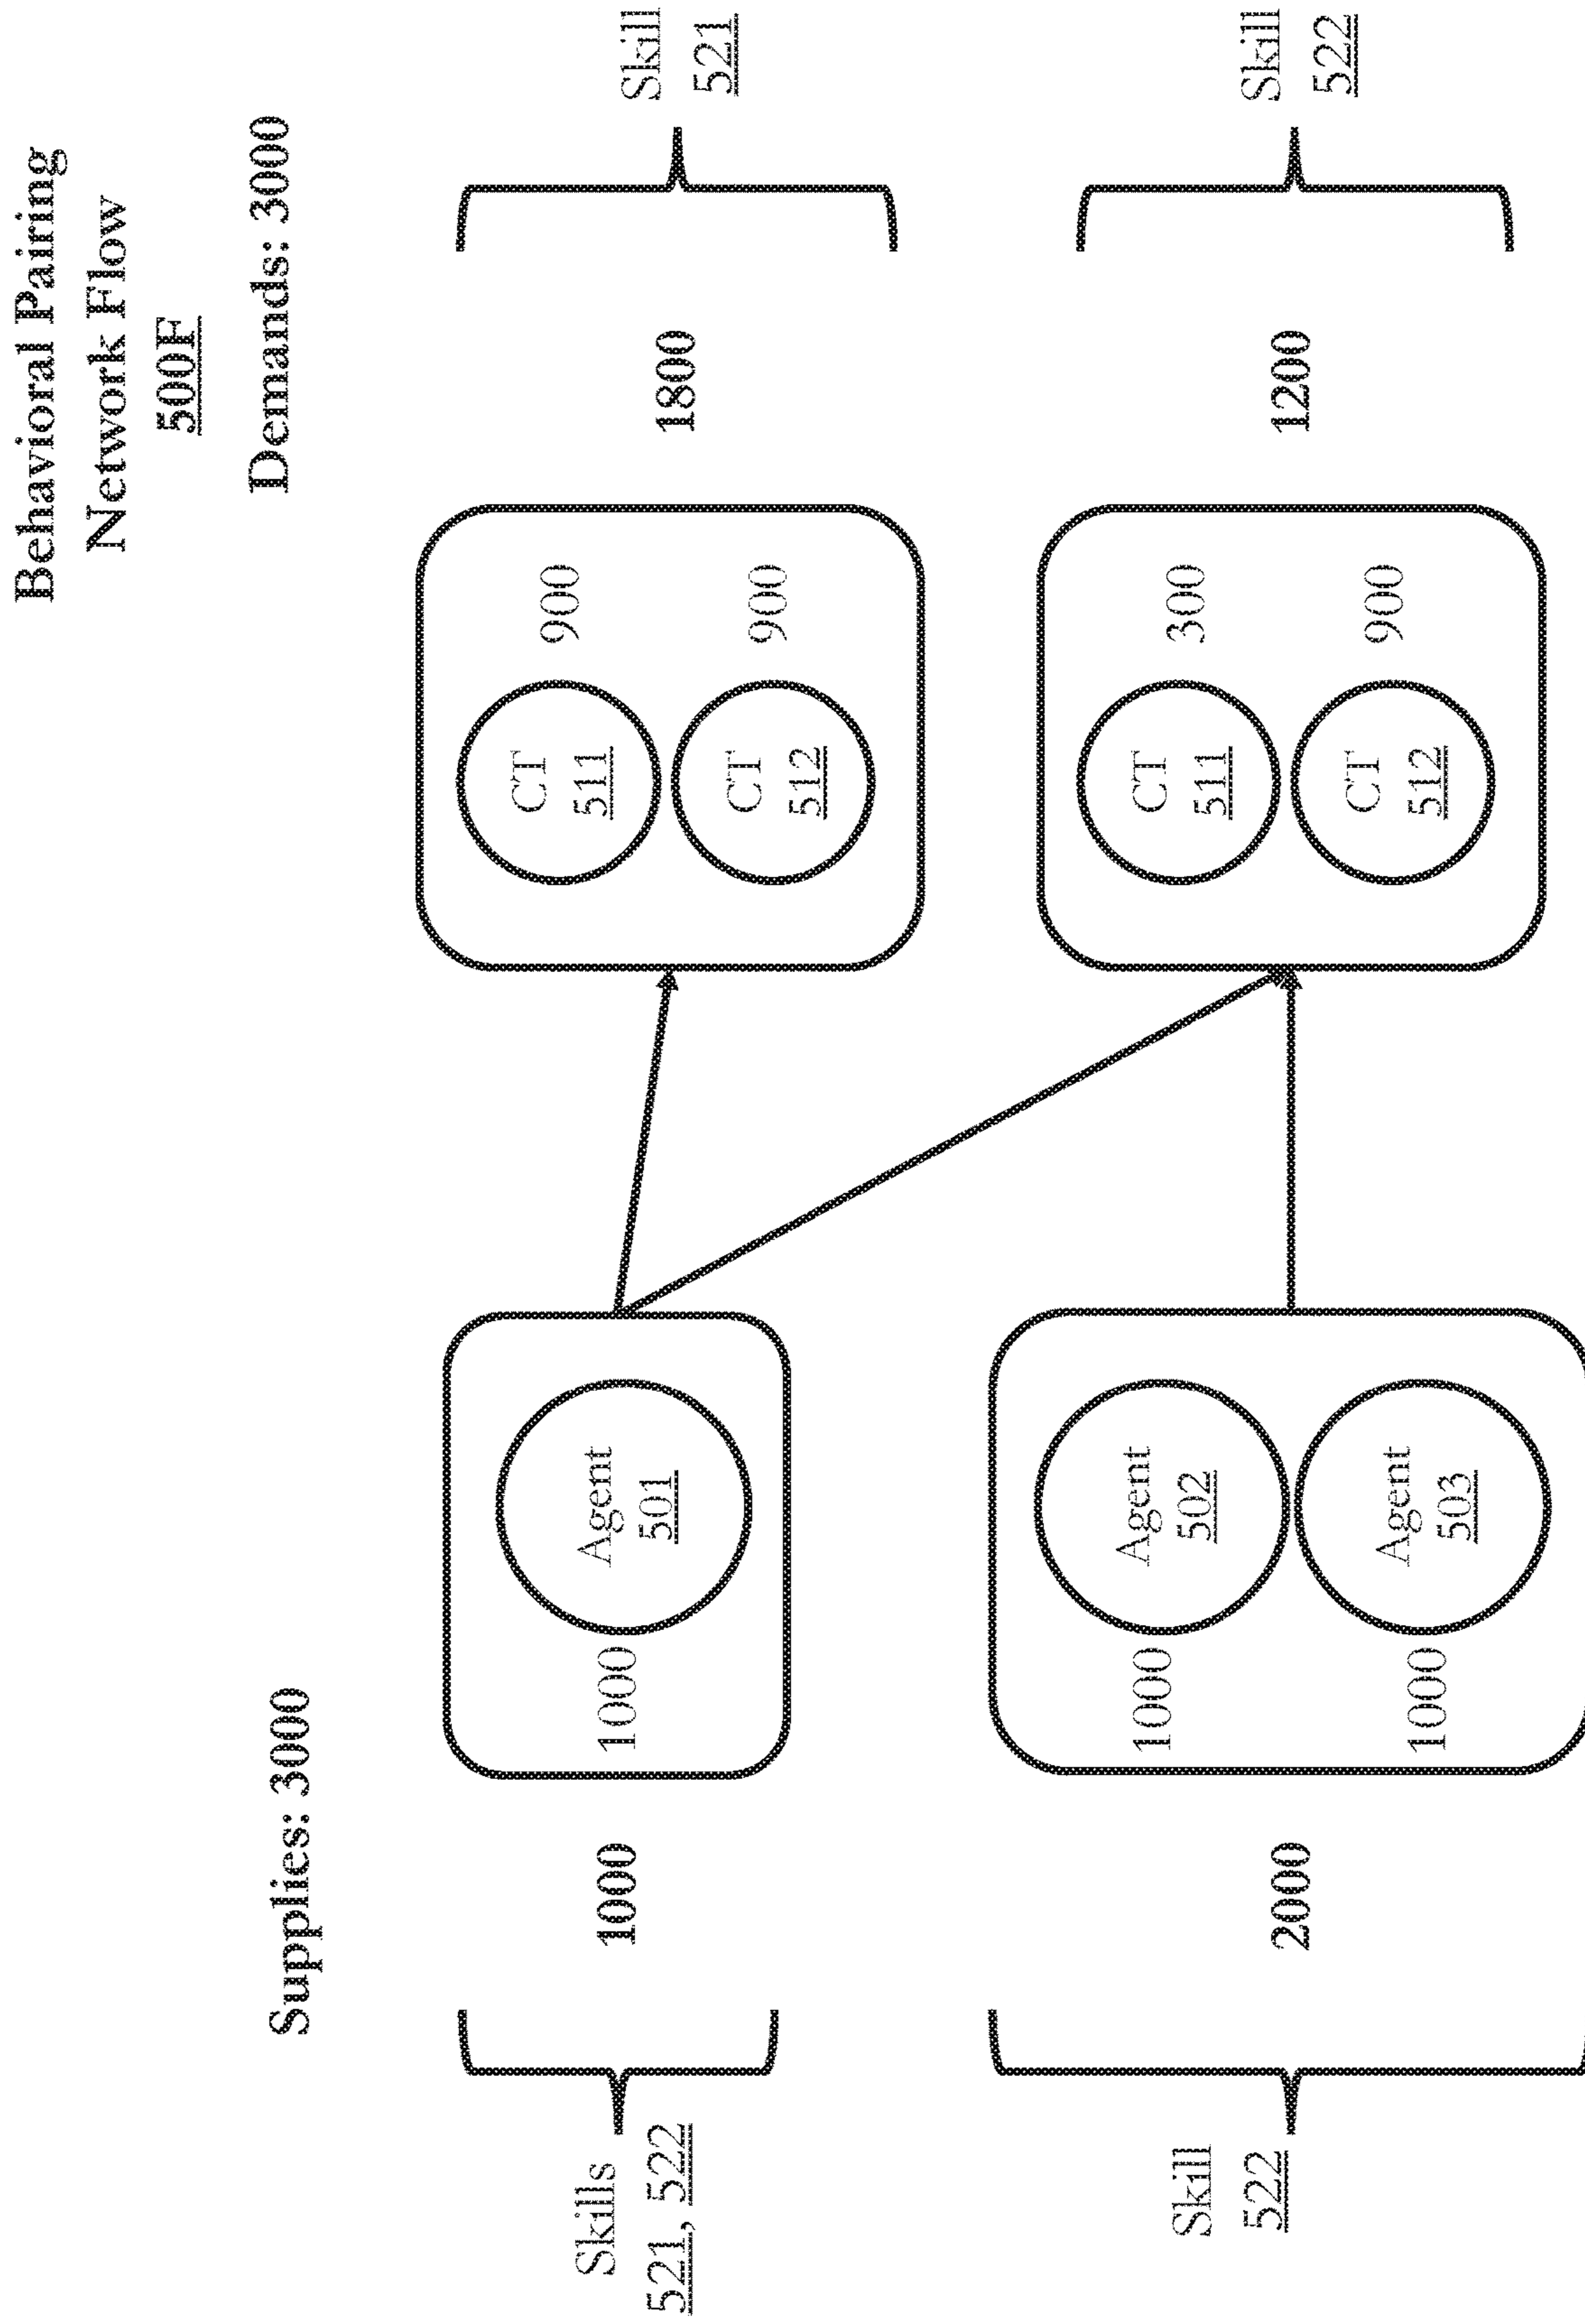 Behavioral Pairing
Network Flow
500F
Supplies: 3000
Demands: 3000
Skills
521, 522
1000
1000
Agent
501
CT
511
900
CT
512
900
1800
Skill
521
Skill
522
2000
1000
Agent
502
1000
Agent
503
CT
511
300
CT
512
900
1200
Skill
522